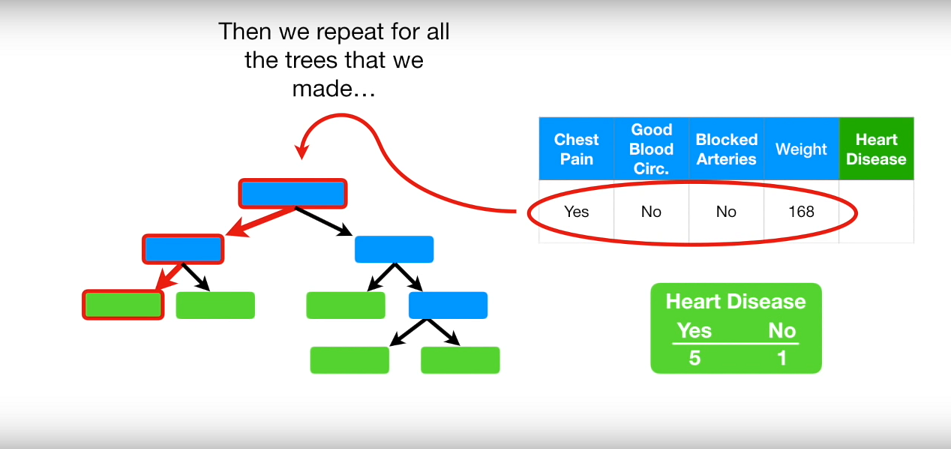 Then we repeat for all
the trees that we
made…
Chest Pain Good Blood Circ. Blocked Arteries Weight Heart Disease
Yes No No 168
Heart Disease
Yes No
5 1